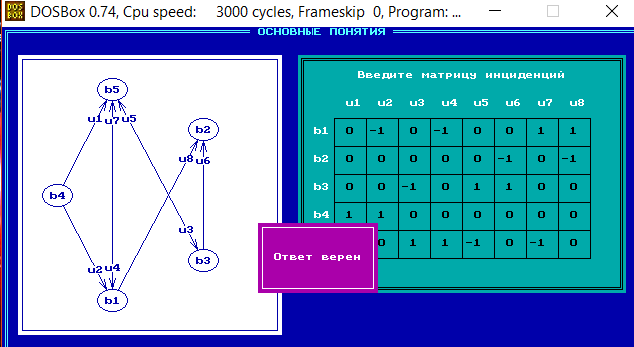 DOSBox 0.74, Cpu speed: 3000 cycles, Frameskip 0, Program: ...
ОСНОВНЫЕ ПОНЯТИЯ
b5
u1 u7 u5
b2
u8 u6
b4
u3
b3
u2 u4
b1
Введите матрицу инциденций
u1 u2 u3 u4 u5 u6 u7 u8
b1 0 -1 0 -1 0 0 1 1
b2 0 0 0 0 0 -1 0 -1
b3 0 0 -1 0 1 1 0 0
b4 1 1 0 0 0 0 0 0
0 1 1 -1 0 -1 0
Ответ верен